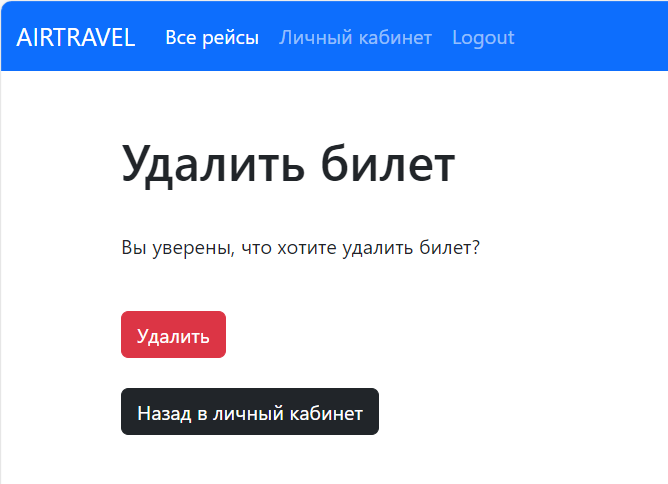 AIRTRAVEL Все рейсы Личный кабинет Logout
Удалить билет
Вы уверены, что хотите удалить билет?
Удалить
Назад в личный кабинет